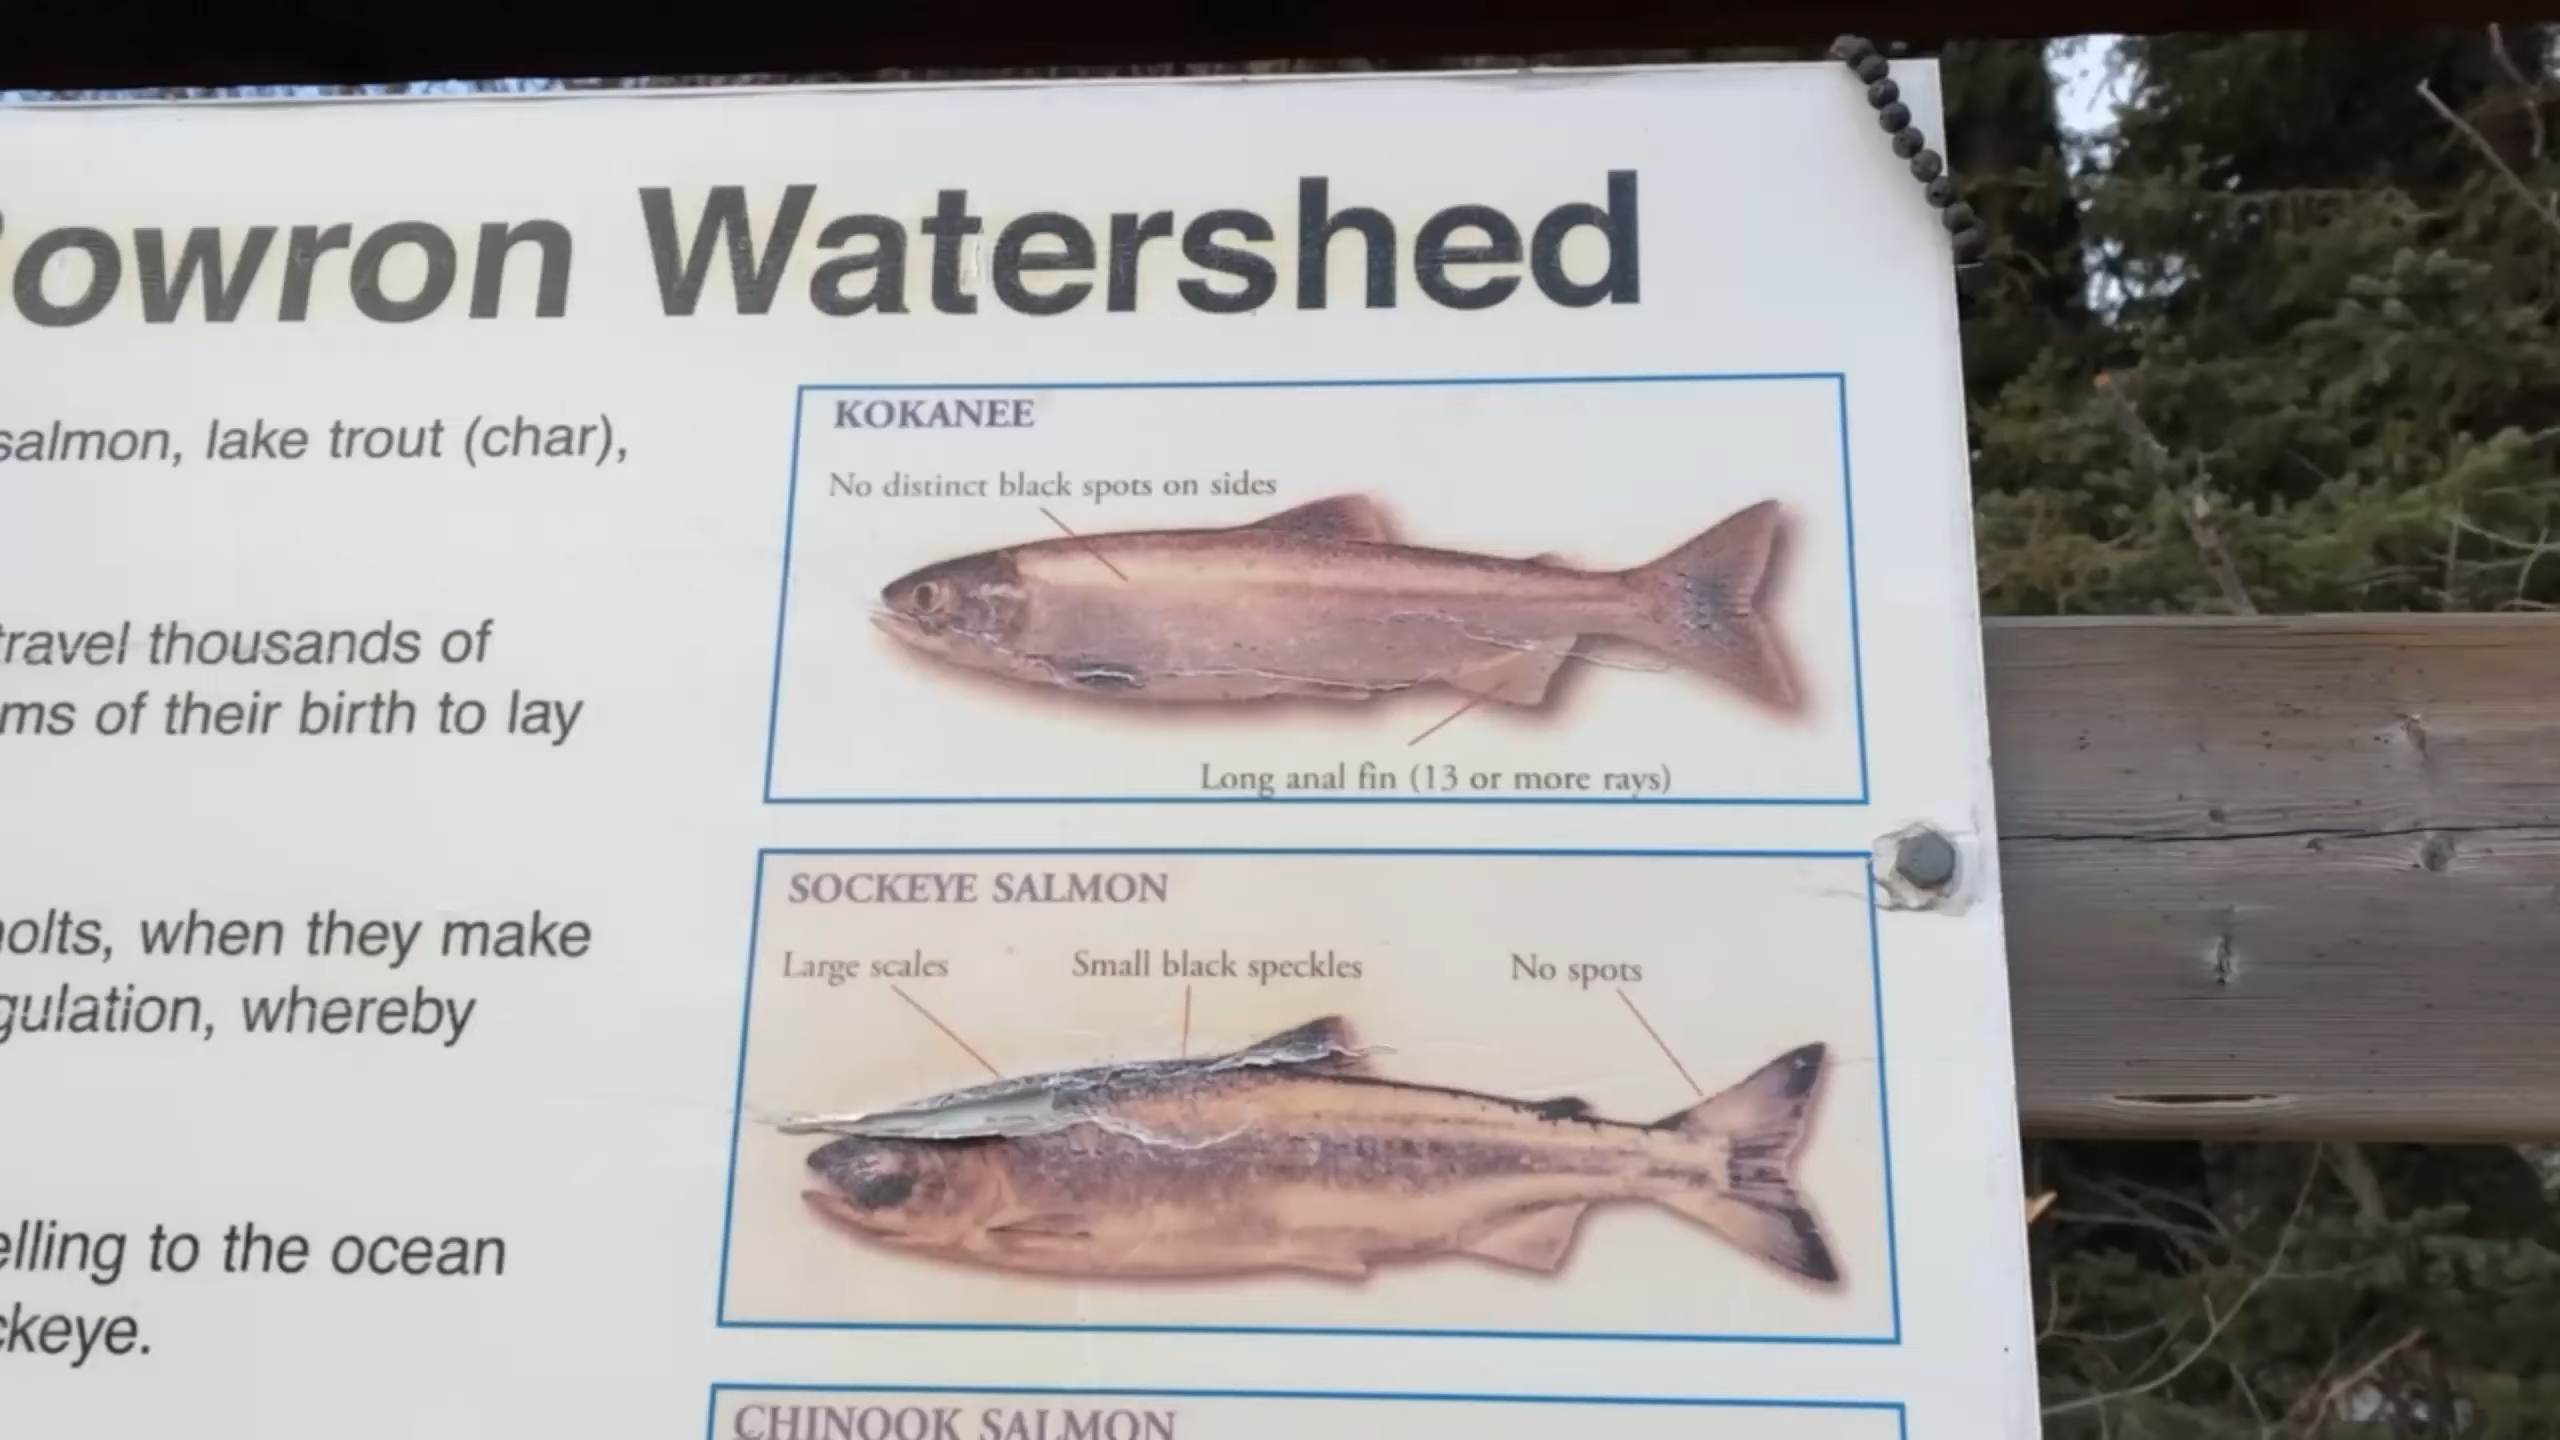 owron Watershed
salmon, lake trout (char),
travel thousands of
ms of their birth to lay
olts, when they make
gulation, whereby
elling to the ocean
ckeye.
KOKANEE
No distinct black spots on sides
Long anal fin (13 or more rays)
SOCKEYE SALMON
Large scales Small black speckles No spots
CHINOOK SALMON